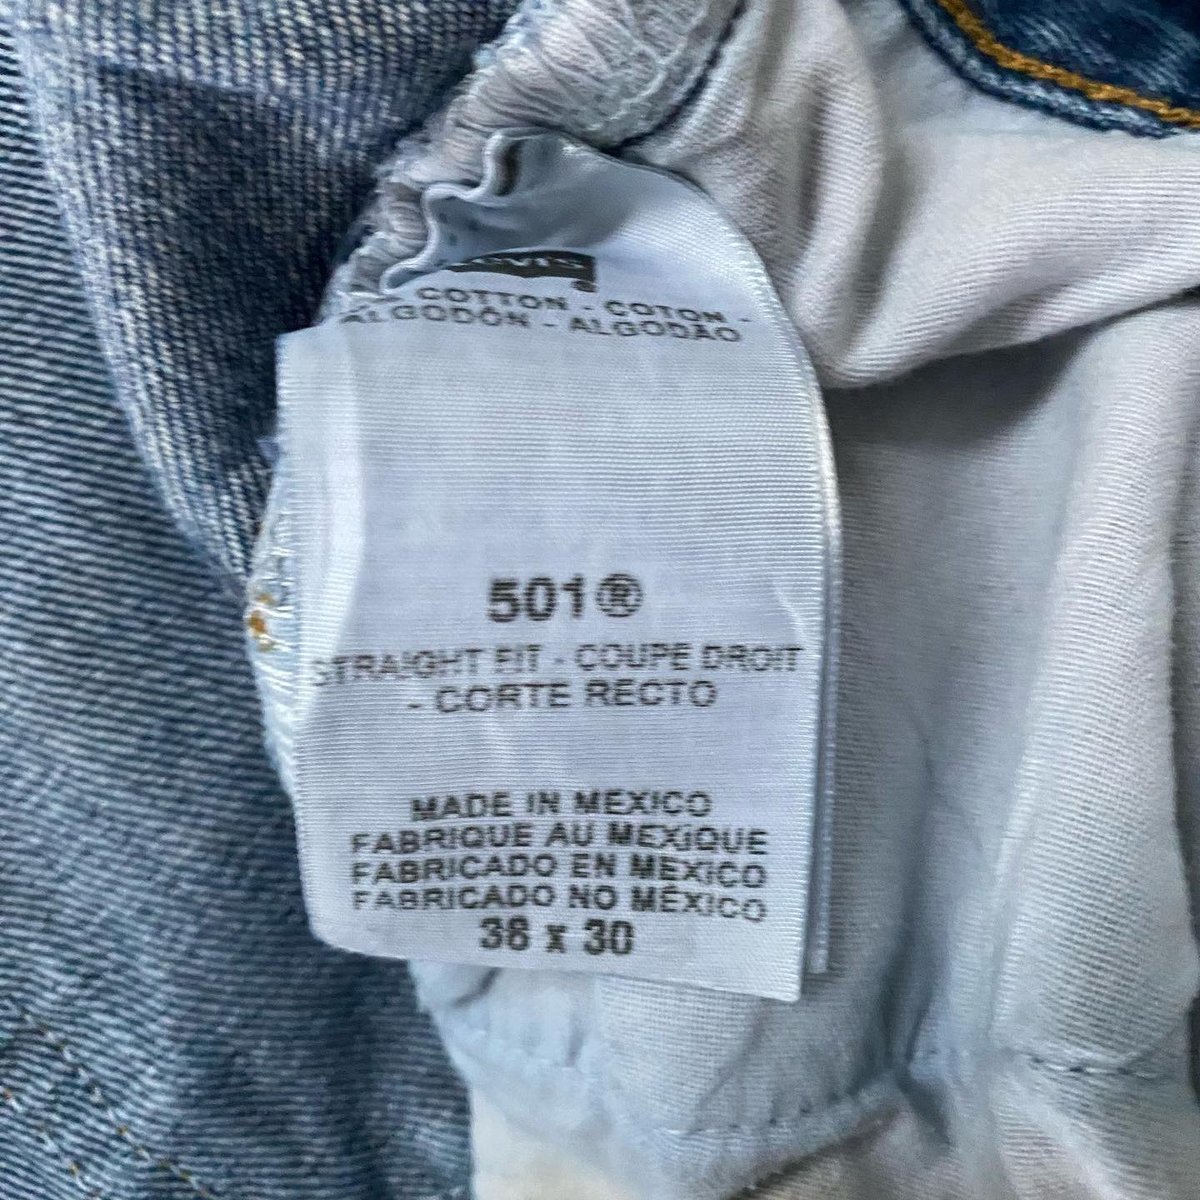 COTTON - COTON -
ALGODÓN - ALGODÃO
501®
STRAIGHT FIT - COUPE DROIT
- CORTE RECTO
MADE IN MEXICO
FABRIQUE AU MEXIQUE
FABRICADO EN MEXICO
FABRICADO NO MÉXICO
38 x 30